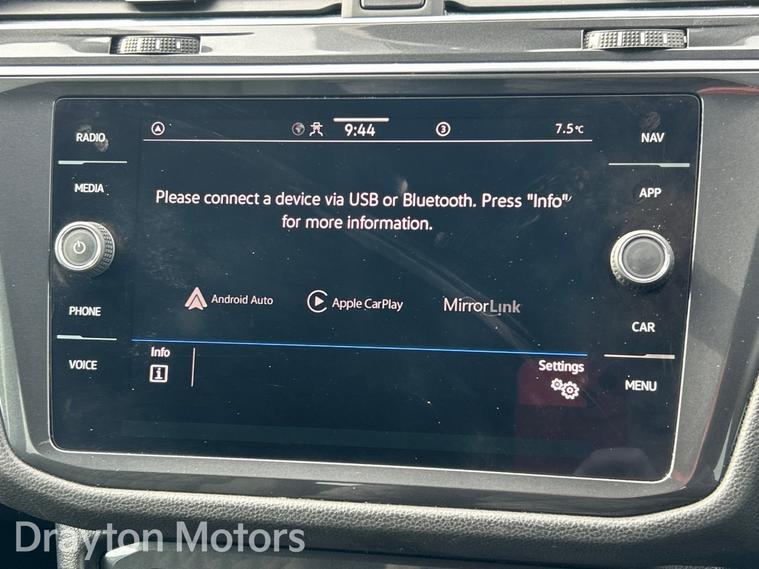 RADIO
MEDIA
PHONE
VOICE
9:44
3
7.5°C
Please connect a device via USB or Bluetooth. Press "Info"
for more information.
Android Auto
Apple CarPlay
MirrorLink
Info
i
Settings
NAV
APP
CAR
MENU
Drayton Motors